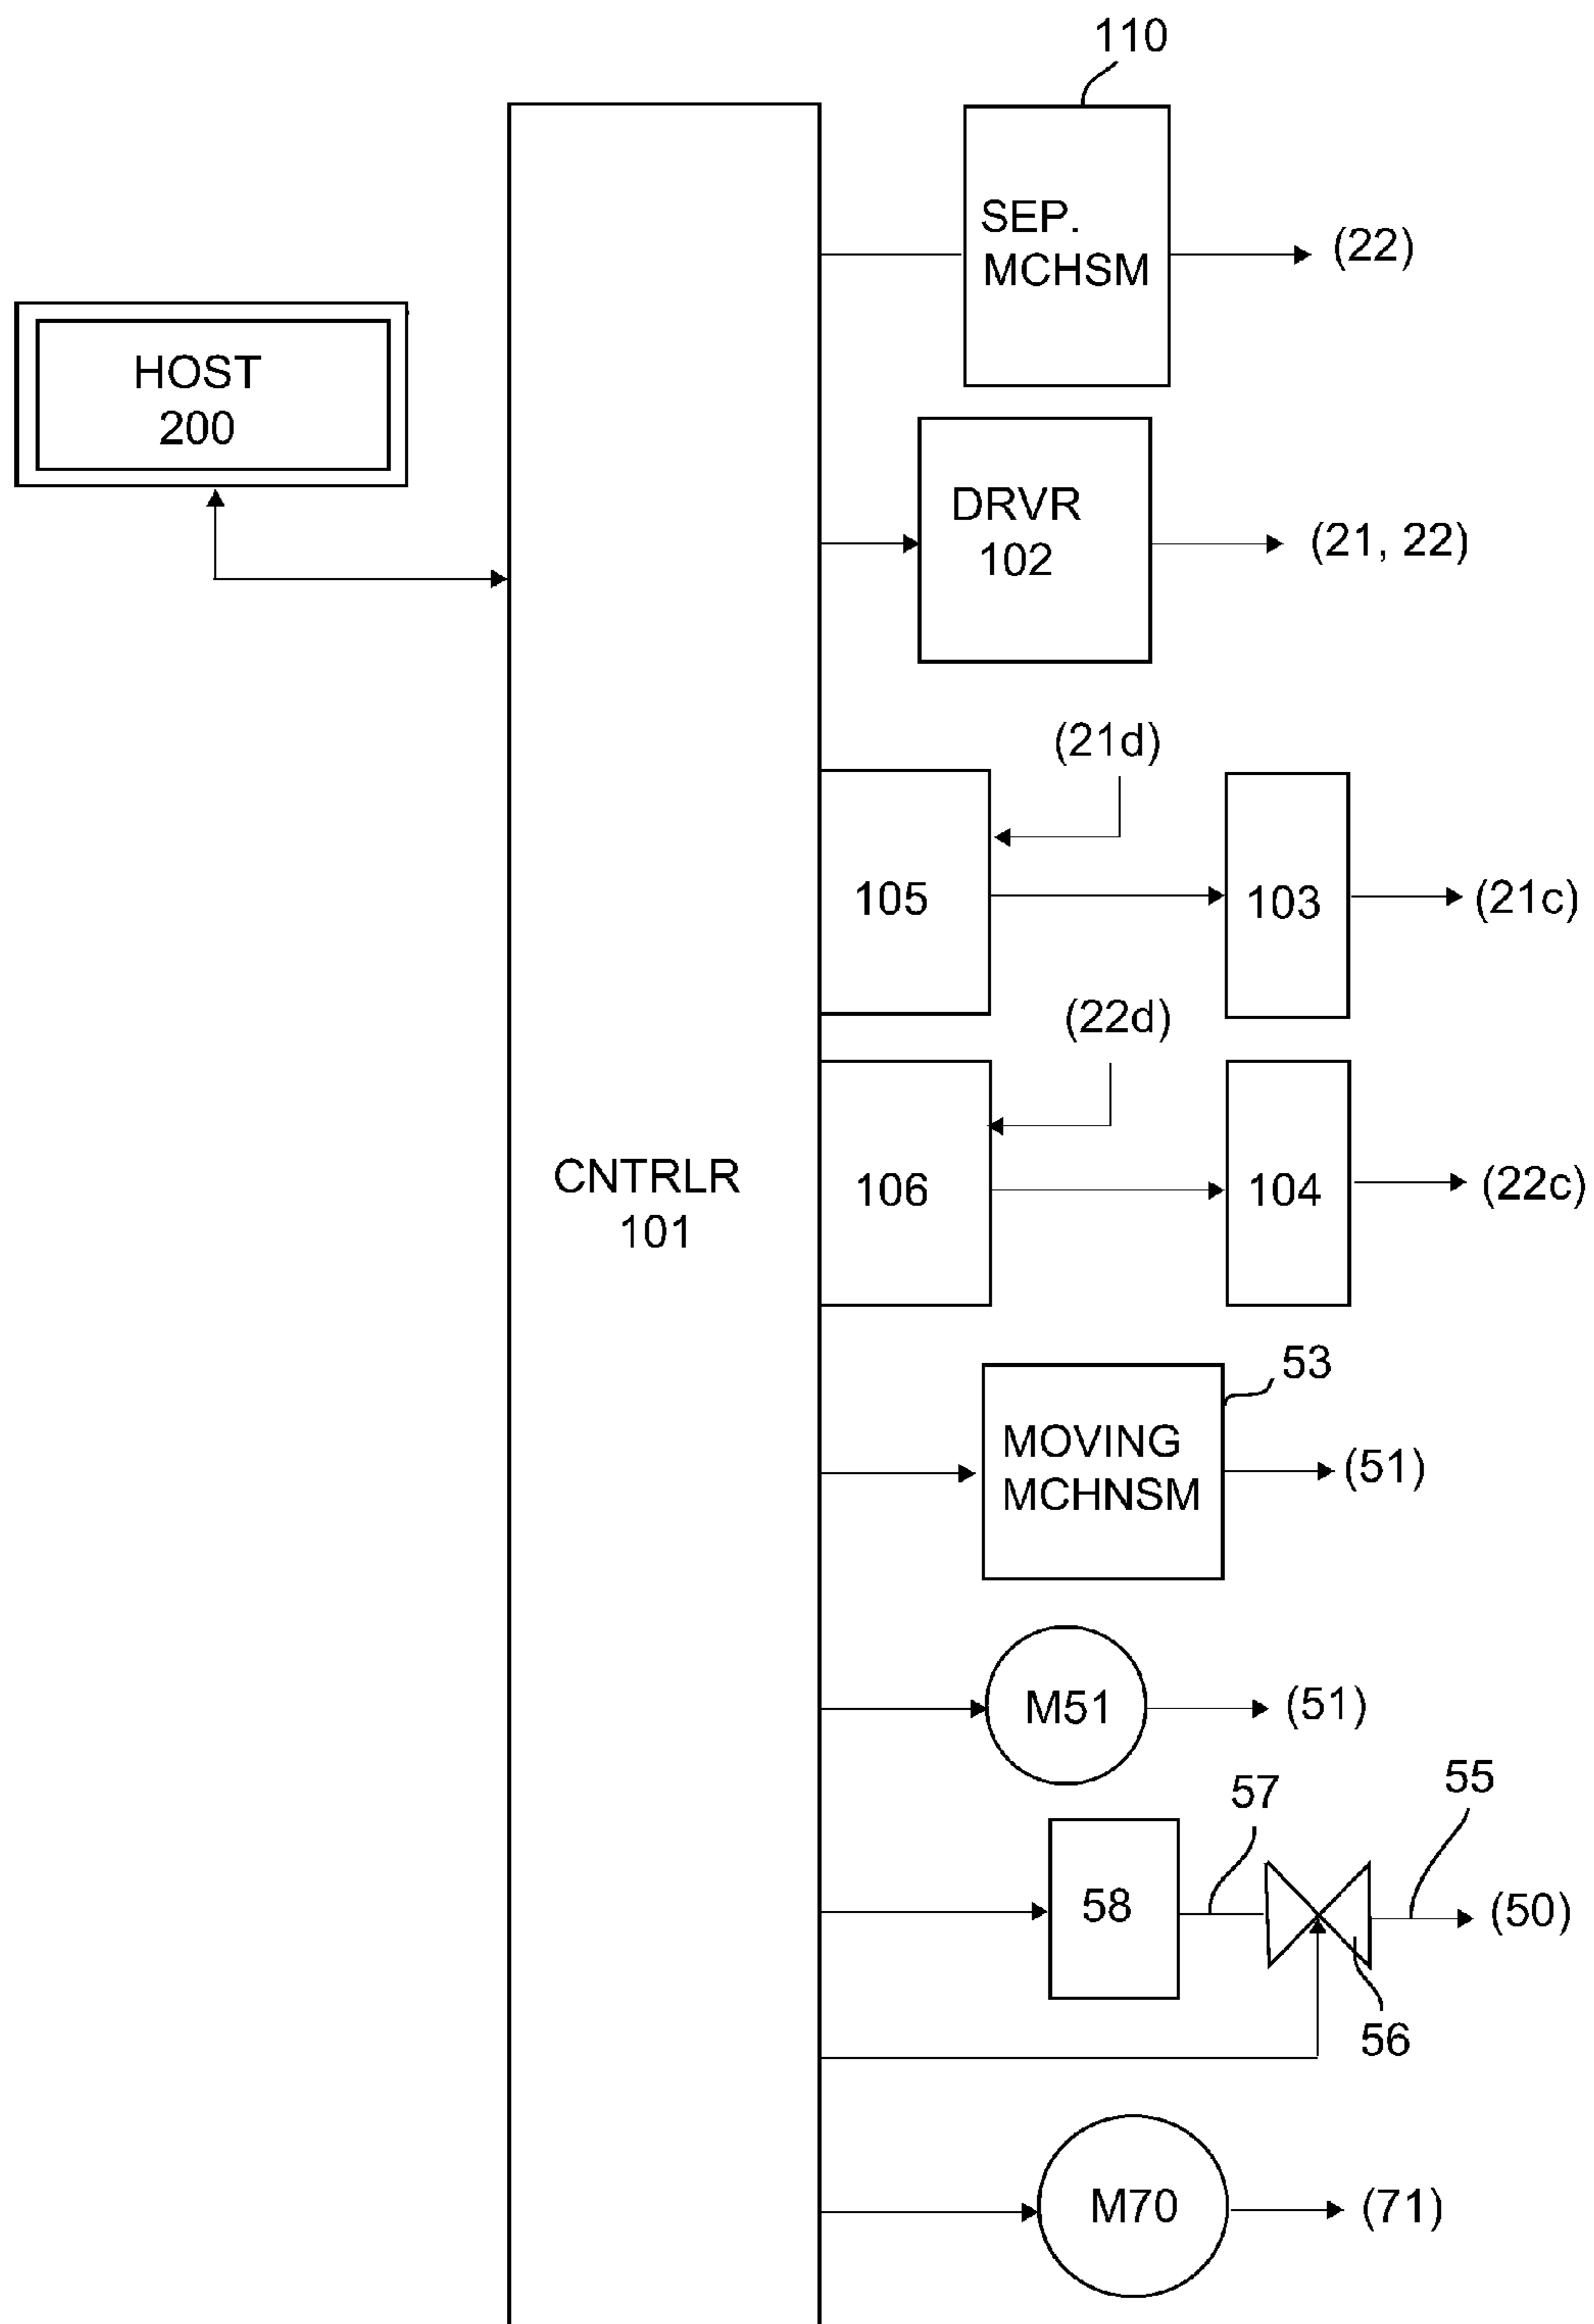 110
SEP.
MCHSM
(22)
HOST
200
DRVR
102
(21, 22)
(21d)
105
103
(21c)
(22d)
CNTRLR
101
106
104
(22c)
53
MOVING
MCHNSM
(51)
M51
(51)
57
55
58
(50)
56
M70
(71)